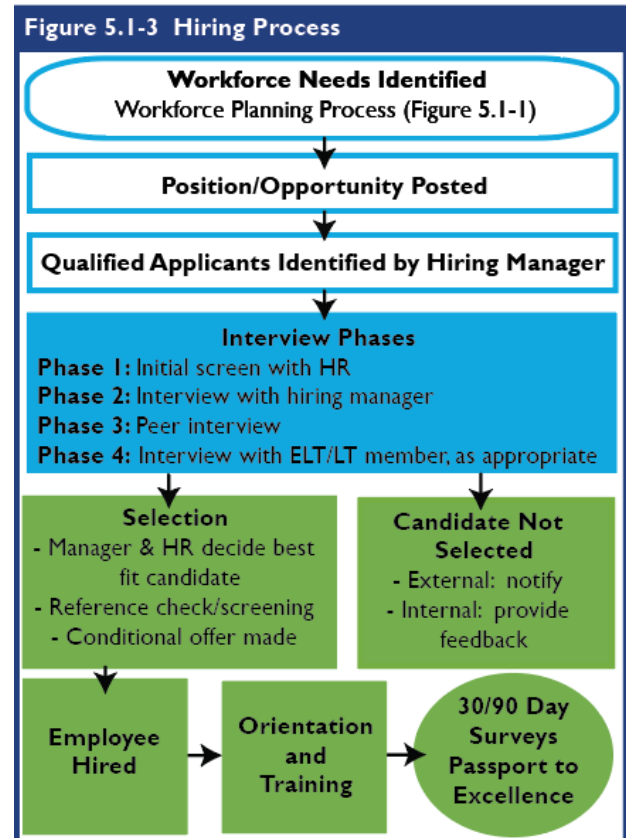 Figure 5.1-3 Hiring Process
Workforce Needs Identified
Workforce Planning Process (Figure 5.1-1)
Position/Opportunity Posted
Qualified Applicants Identified by Hiring Manager
Interview Phases
Phase 1: Initial screen with HR
Phase 2: Interview with hiring manager
Phase 3: Peer interview
Phase 4: Interview with ELT/LT member, as appropriate
Selection
- Manager & HR decide best
fit candidate
- Reference check/screening
- Conditional offer made
Candidate Not
Selected
- External: notify
- Internal: provide
feedback
Employee
Hired
Orientation
and
Training
30/90 Day
Surveys
Passport to
Excellence